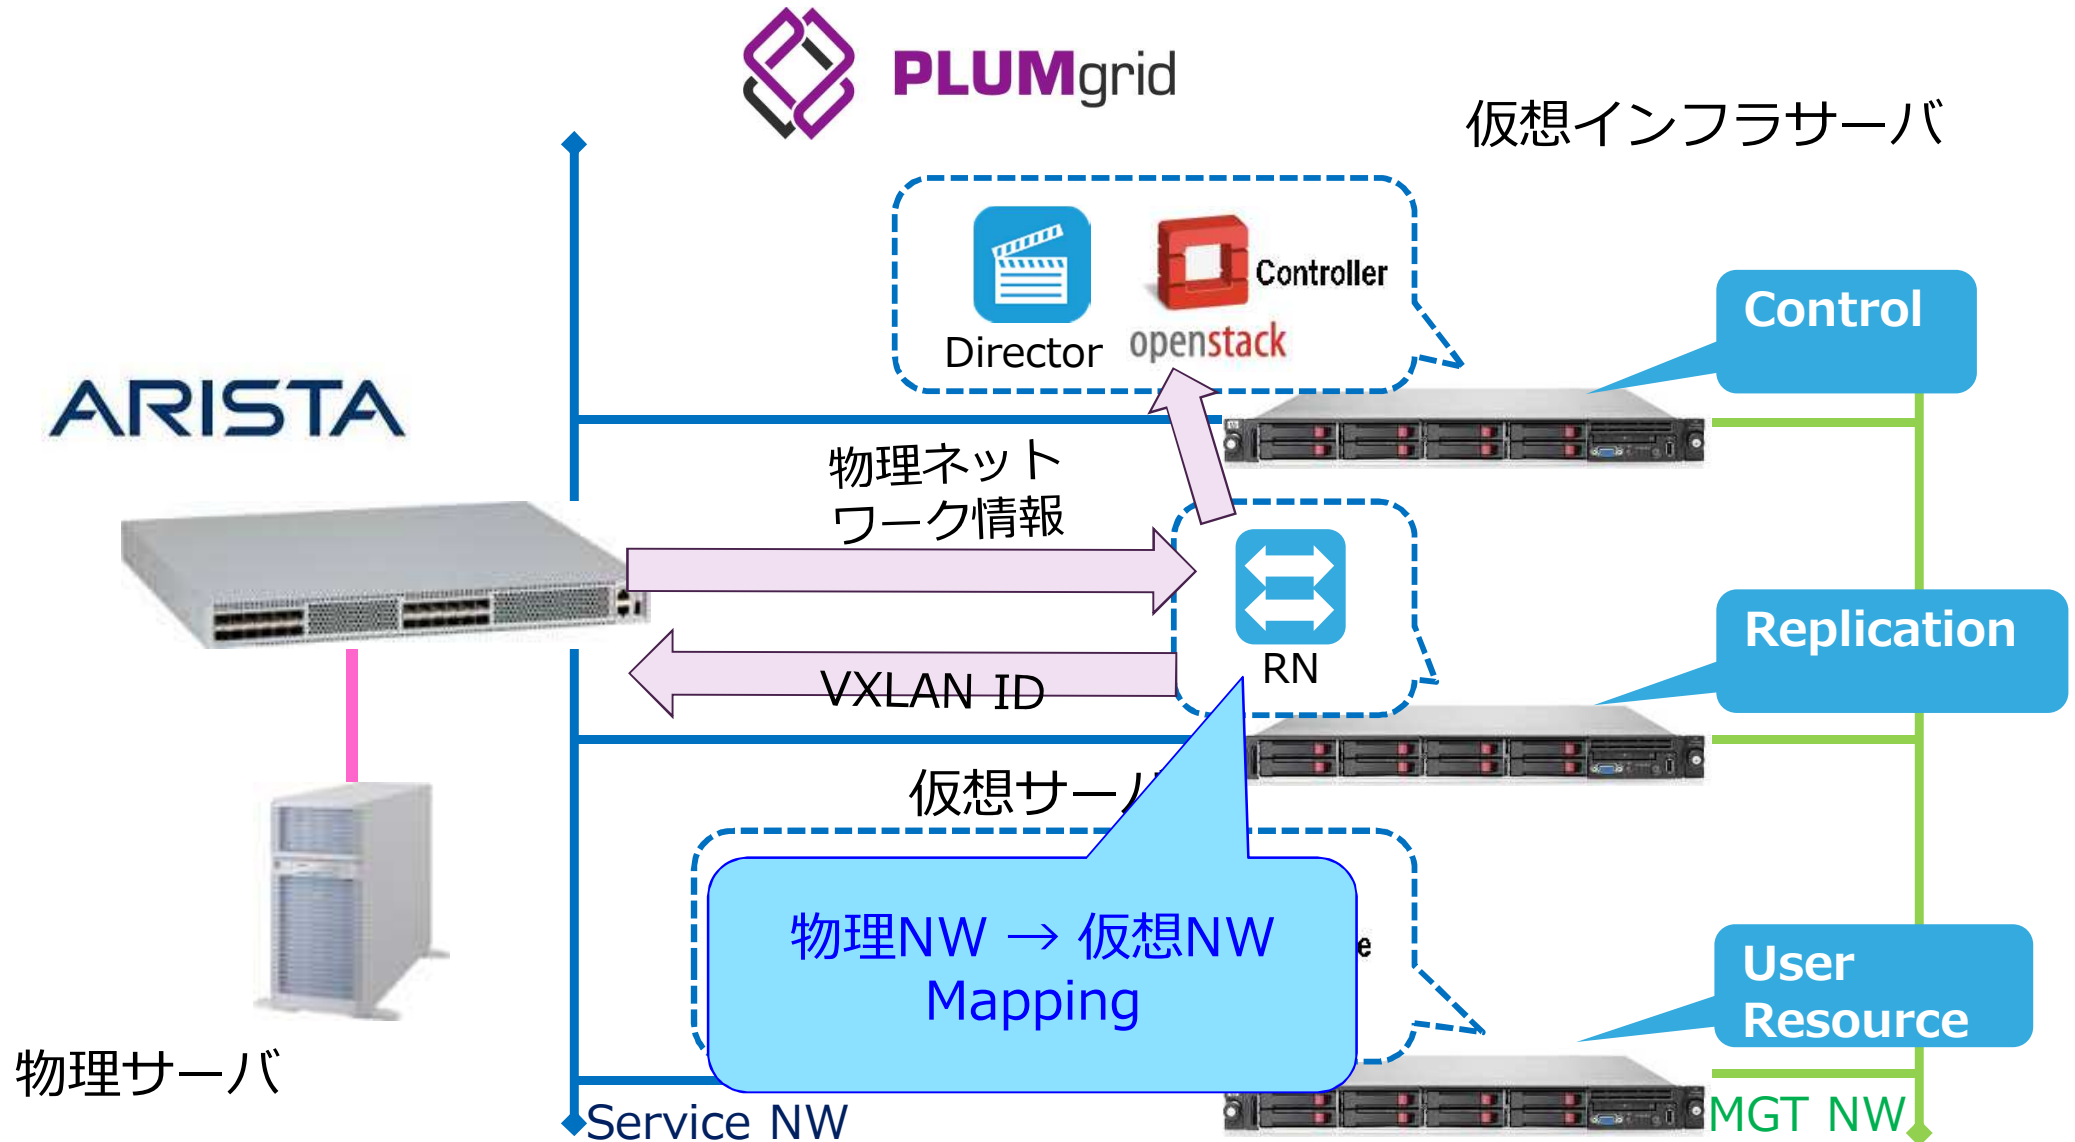 PLUMgrid
仮想インフラサーバ
Director
Controller
openstack
Control
ARISTA
物理ネット
ワーク情報
RN
Replication
VXLAN ID
仮想サー
物理NW → 仮想NW
Mapping
e
User
Resource
物理サーバ
Service NW
MGT NW